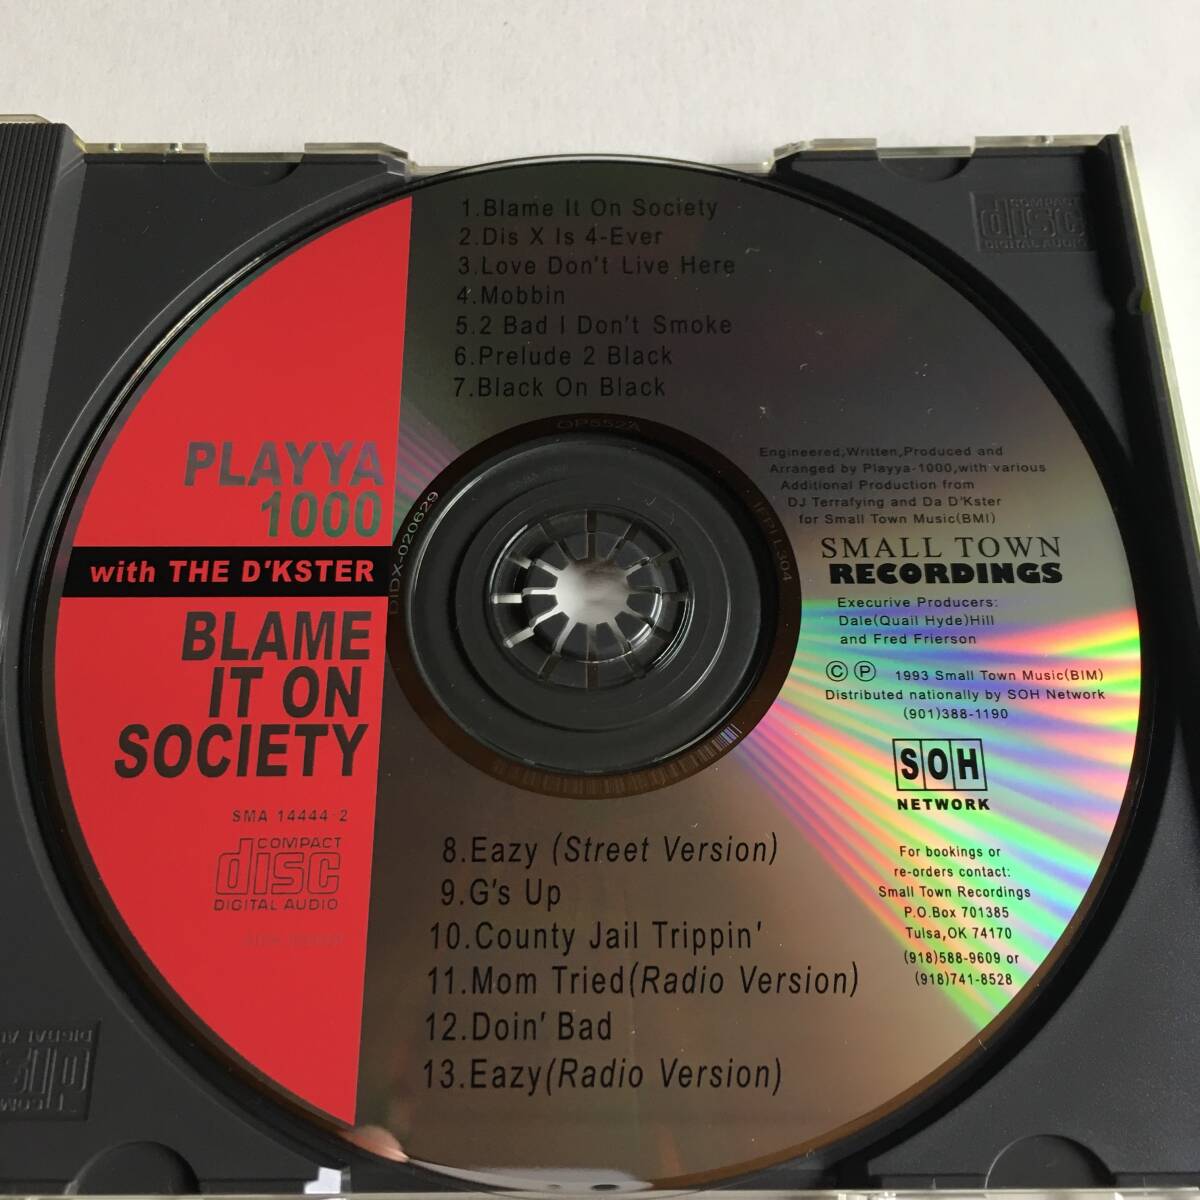 1.Blame It On Society
2.Dis X Is 4-Ever
3.Love Don't Live Here
4.Mobbin
5.2 Bad I Don't Smoke
6.Prelude 2 Black
7.Black On Black
PLAYYA
1000
with THE D'KSTER
BLAME
IT ON
SOCIETY
SMA 14444-2
COMPACT
disc
DIGITAL AUDIO
DIDX-020629
IFPI L304
Engineered,Written,Produced and
Arranged by Playya-1000,with various
Additional Production from
DJ Terrafying and Da D'Kster
for Small Town Music(BMI)
SMALL TOWN
RECORDINGS
Execurive Producers:
Dale(Quail Hyde)Hill
and Fred Frierson
© ℗ 1993 Small Town Music(BIM)
Distributed nationally by SOH Network
(901)388-1190
SOH
NETWORK
For bookings or
re-orders contact:
Small Town Recordings
P.O.Box 701385
Tulsa,OK 74170
(918)588-9609 or
(918)741-8528
8.Eazy (Street Version)
9.G's Up
10.County Jail Trippin'
11.Mom Tried(Radio Version)
12.Doin' Bad
13.Eazy(Radio Version)
COMPACT
disc
DIGITAL AUDIO